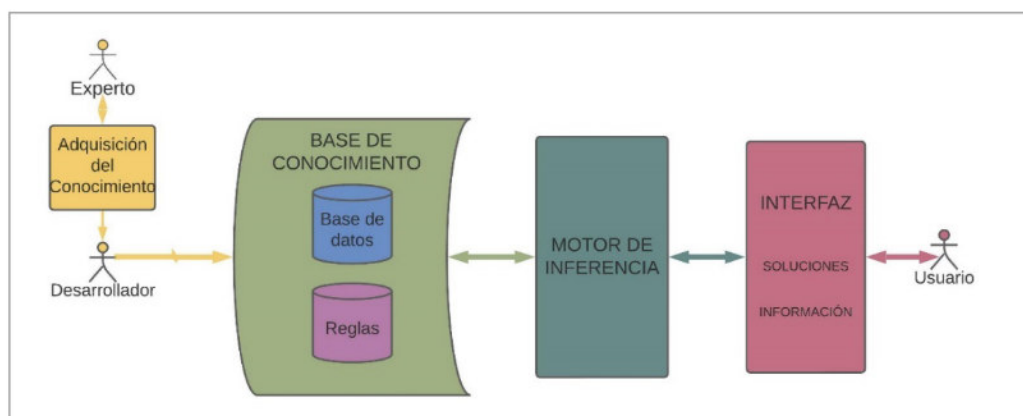 Experto
Adquisición
del
Conocimiento
Desarrollador
BASE DE
CONOCIMIENTO
Base de
datos
Reglas
MOTOR DE
INFERENCIA
INTERFAZ
SOLUCIONES
INFORMACIÓN
Usuario